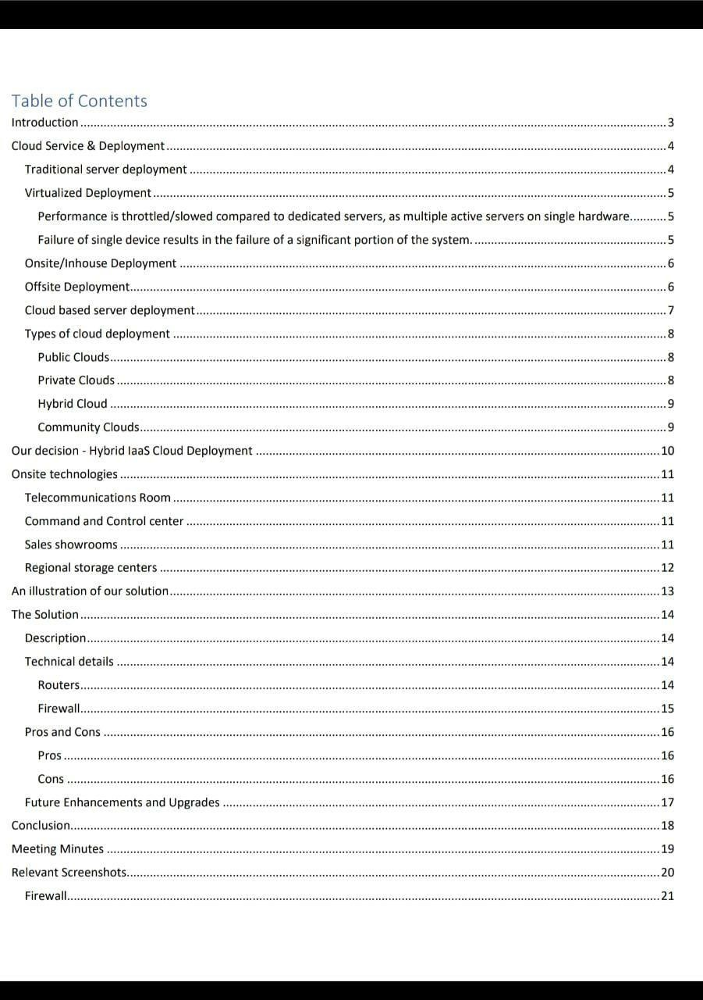 Table of Contents
Introduction 3
Cloud Service & Deployment 4
Traditional server deployment 4
Virtualized Deployment 5
Performance is throttled/slowed compared to dedicated servers, as multiple active servers on single hardware. 5
Failure of single device results in the failure of a significant portion of the system. 5
Onsite/Inhouse Deployment 6
Offsite Deployment 6
Cloud based server deployment 7
Types of cloud deployment 8
Public Clouds 8
Private Clouds 8
Hybrid Cloud 9
Community Clouds 9
Our decision - Hybrid IaaS Cloud Deployment 10
Onsite technologies 11
Telecommunications Room 11
Command and Control center 11
Sales showrooms 11
Regional storage centers 12
An illustration of our solution 13
The Solution 14
Description 14
Technical details 14
Routers 14
Firewall 15
Pros and Cons 16
Pros 16
Cons 16
Future Enhancements and Upgrades 17
Conclusion 18
Meeting Minutes 19
Relevant Screenshots 20
Firewall 21